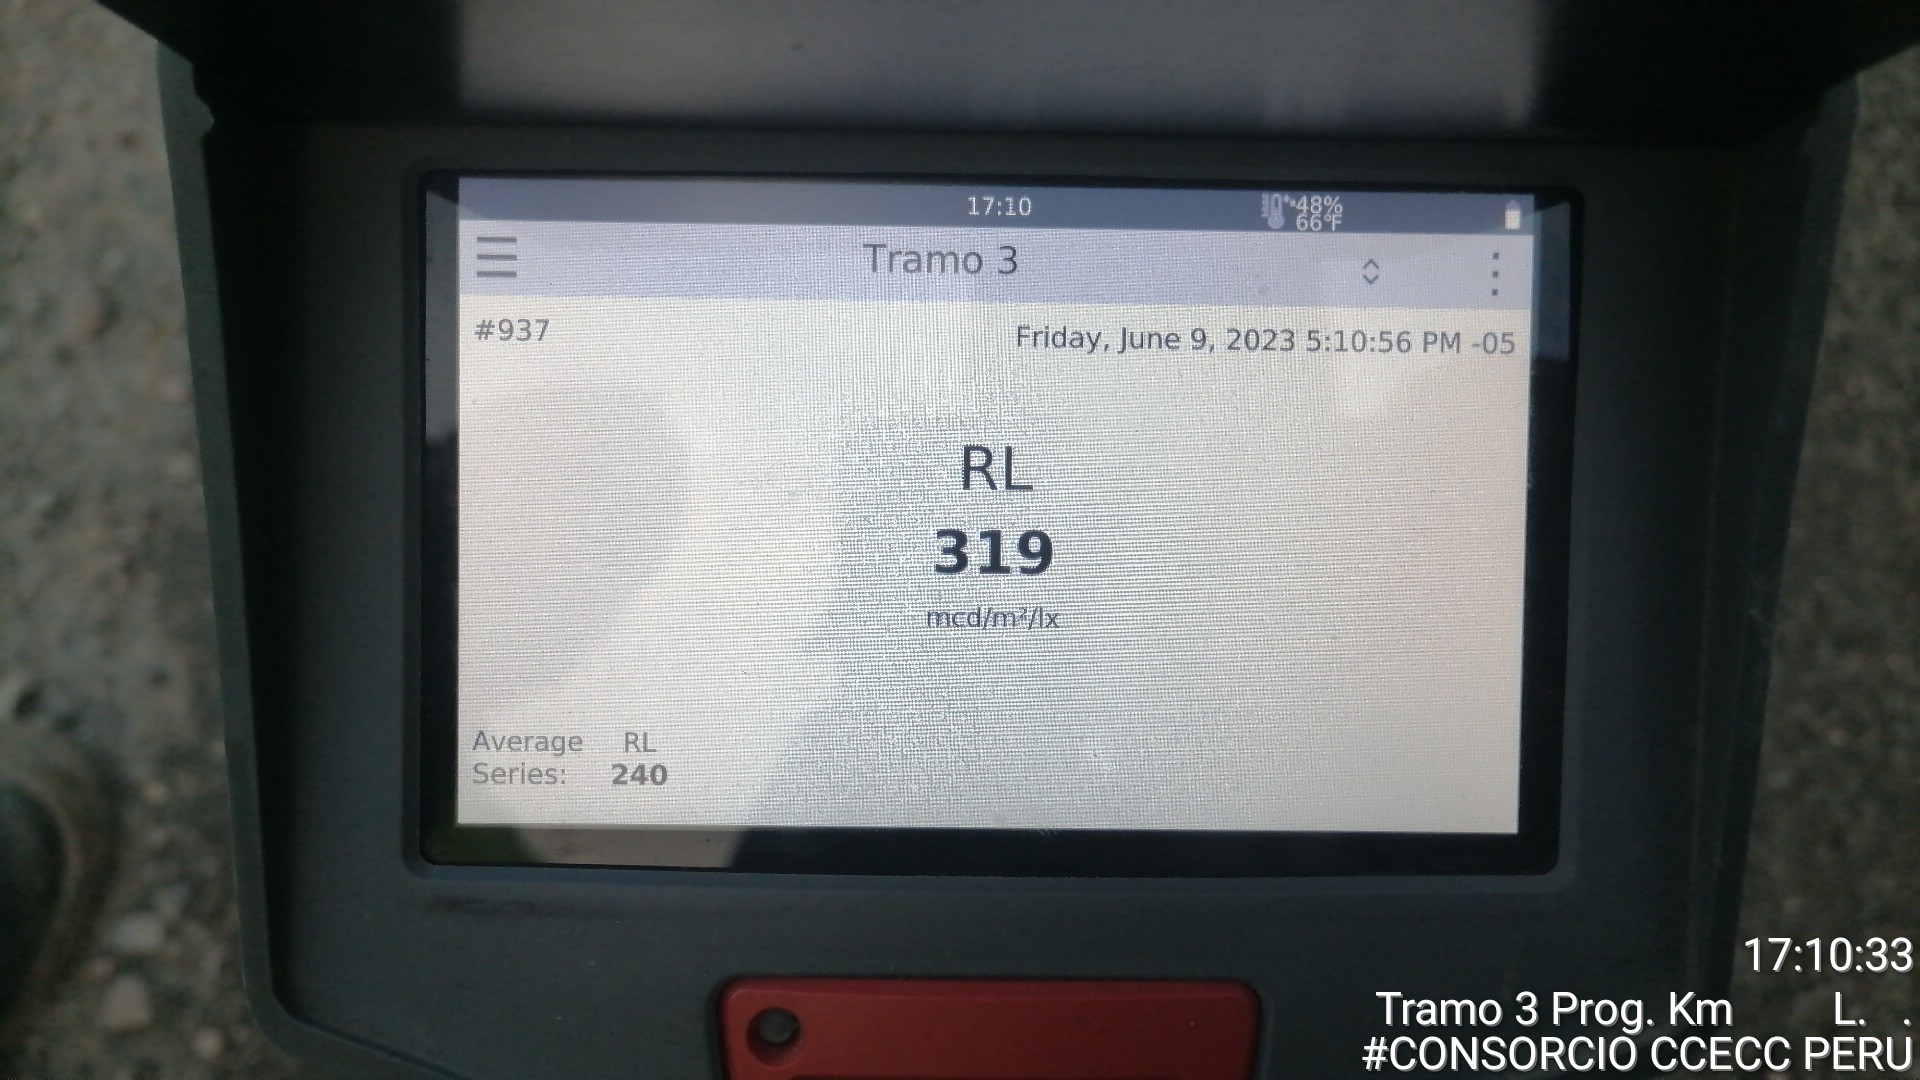 17:10
48%
66°F
Tramo 3
#937
Friday, June 9, 2023 5:10:56 PM -05
RL
319
mcd/m²/lx
Average RL
Series: 240
17:10:33
Tramo 3 Prog. Km L. .
#CONSORCIO CCECC PERU